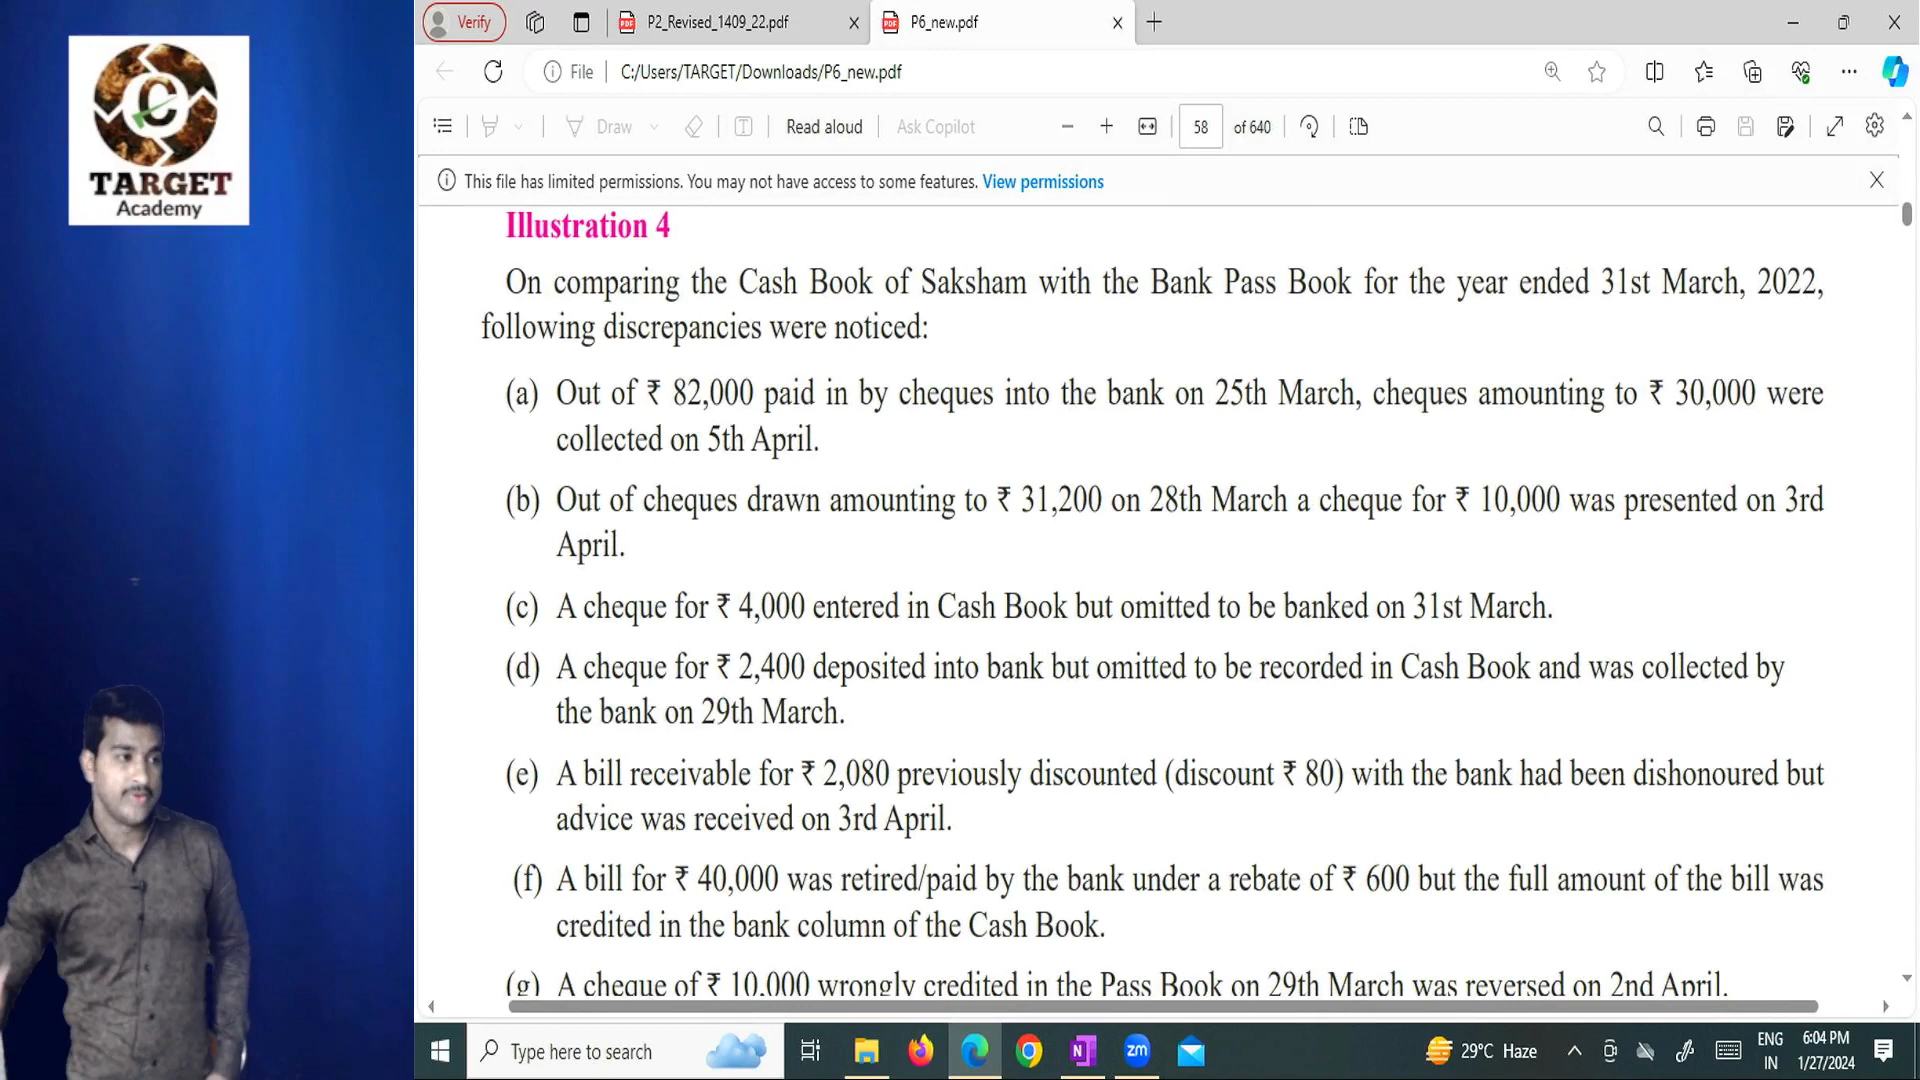 Verify
P2_Revised_1409_22.pdf
P6_new.pdf
File
C:/Users/TARGET/Downloads/P6_new.pdf
Draw
Read aloud
Ask Copilot
58
of 640
This file has limited permissions. You may not have access to some features. View permissions
C
TARGET
Academy
Illustration 4
On comparing the Cash Book of Saksham with the Bank Pass Book for the year ended 31st March, 2022,
following discrepancies were noticed:
(a) Out of ₹ 82,000 paid in by cheques into the bank on 25th March, cheques amounting to ₹ 30,000 were
collected on 5th April.
(b) Out of cheques drawn amounting to ₹ 31,200 on 28th March a cheque for ₹ 10,000 was presented on 3rd
April.
(c) A cheque for ₹ 4,000 entered in Cash Book but omitted to be banked on 31st March.
(d) A cheque for ₹ 2,400 deposited into bank but omitted to be recorded in Cash Book and was collected by
the bank on 29th March.
(e) A bill receivable for ₹ 2,080 previously discounted (discount ₹ 80) with the bank had been dishonoured but
advice was received on 3rd April.
(f) A bill for ₹ 40,000 was retired/paid by the bank under a rebate of ₹ 600 but the full amount of the bill was
credited in the bank column of the Cash Book.
(g) A cheque of ₹ 10,000 wrongly credited in the Pass Book on 29th March was reversed on 2nd April.
Type here to search
N
zm
29°C Haze
ENG
IN
6:04 PM
1/27/2024